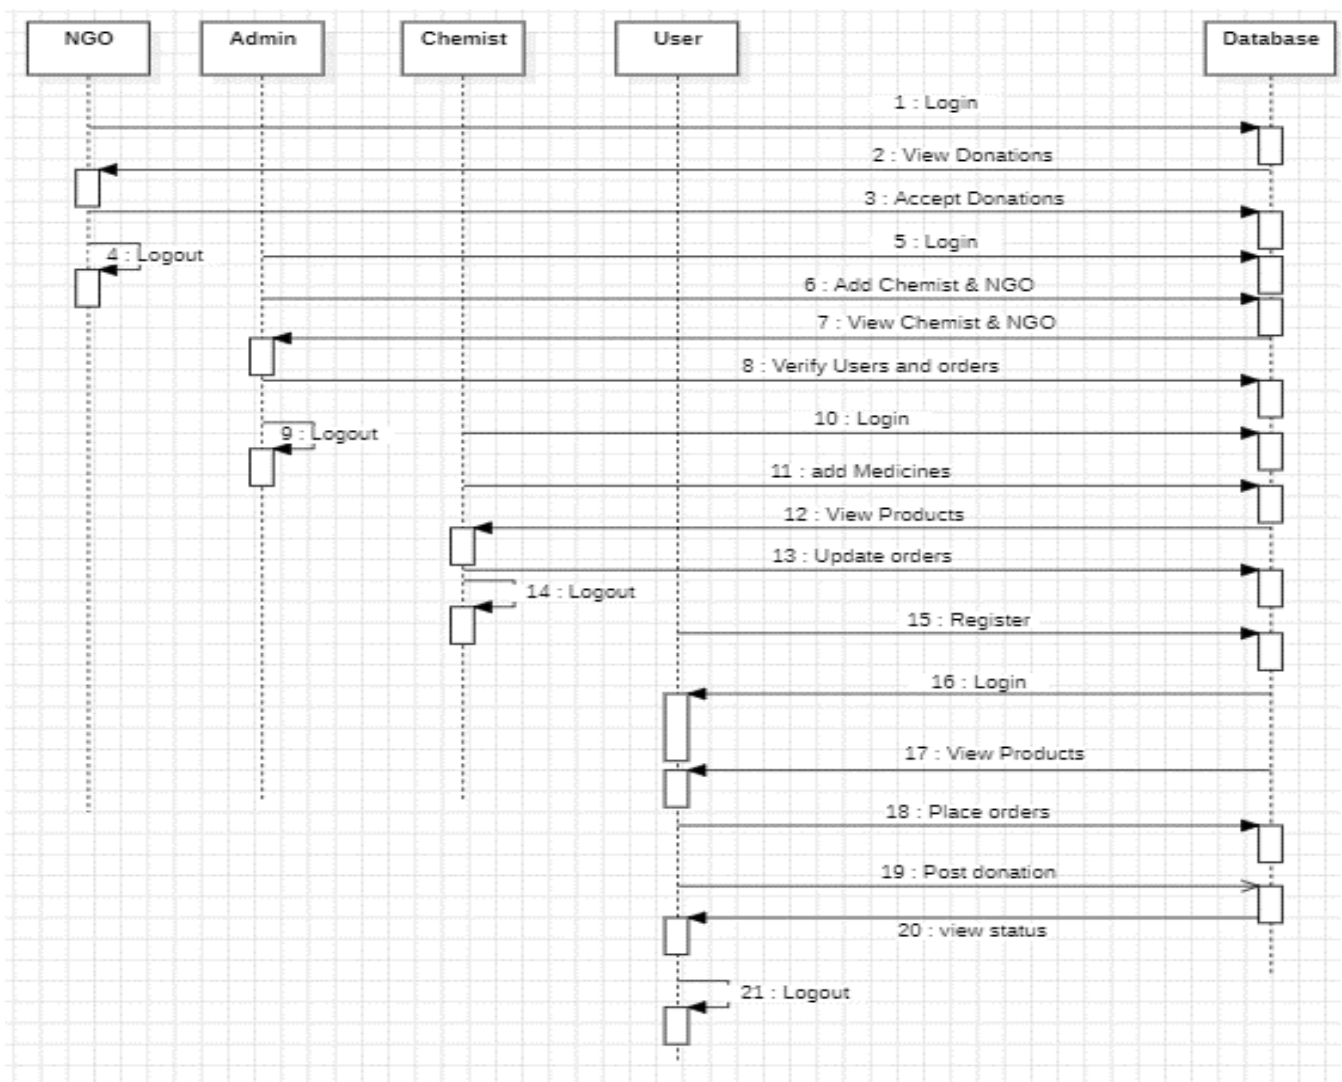 NGO
Admin
Chemist
User
Database
1 : Login
2 : View Donations
3 : Accept Donations
4 : Logout
5 : Login
6 : Add Chemist & NGO
7 : View Chemist & NGO
8 : Verify Users and orders
9 : Logout
10 : Login
11 : add Medicines
12 : View Products
13 : Update orders
14 : Logout
15 : Register
16 : Login
17 : View Products
18 : Place orders
19 : Post donation
20 : view status
21 : Logout